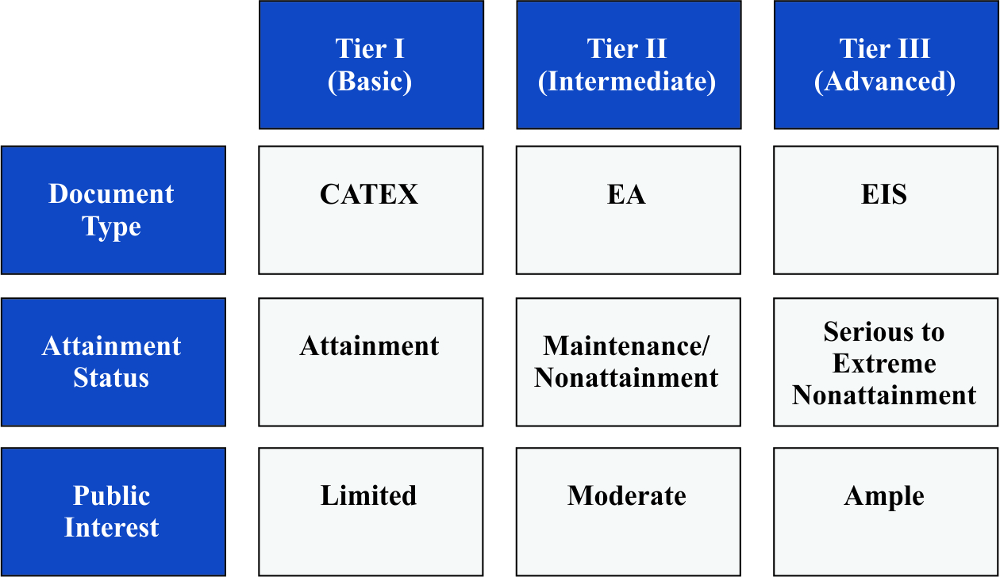 Tier I
(Basic)
Tier II
(Intermediate)
Tier III
(Advanced)
Document
Type
CATEX
EA
EIS
Attainment
Status
Attainment
Maintenance/
Nonattainment
Serious to
Extreme
Nonattainment
Public
Interest
Limited
Moderate
Ample